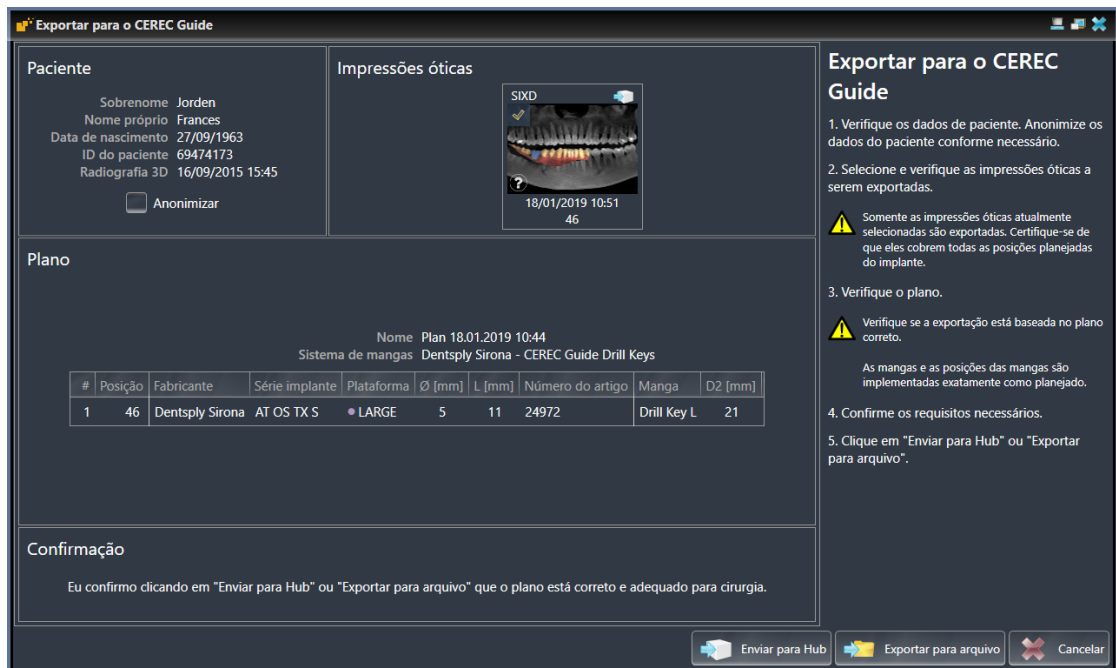 Exportar para o CEREC Guide
Paciente
Sobrenome Jorden
Nome próprio Frances
Data de nascimento 27/09/1963
ID do paciente 69474173
Radiografia 3D 16/09/2015 15:45
Anonimizar
Impressões óticas
SIXD
?
18/01/2019 10:51
46
Plano
Nome Plan 18.01.2019 10:44
Sistema de mangas Dentsply Sirona - CEREC Guide Drill Keys
# Posição Fabricante Série implante Plataforma Ø [mm] L [mm] Número do artigo Manga D2 [mm]
1 46 Dentsply Sirona AT OS TX S LARGE 5 11 24972 Drill Key L 21
Confirmação
Eu confirmo clicando em "Enviar para Hub" ou "Exportar para arquivo" que o plano está correto e adequado para cirurgia.
Exportar para o CEREC
Guide
1. Verifique os dados de paciente. Anonimize os
dados do paciente conforme necessário.
2. Selecione e verifique as impressões óticas a
serem exportadas.
Somente as impressões óticas atualmente
selecionadas são exportadas. Certifique-se de
que eles cobrem todas as posições planejadas
do implante.
3. Verifique o plano.
Verifique se a exportação está baseada no plano
correto.
As mangas e as posições das mangas são
implementadas exatamente como planejado.
4. Confirme os requisitos necessários.
5. Clique em "Enviar para Hub" ou "Exportar
para arquivo".
Enviar para Hub
Exportar para arquivo
Cancelar